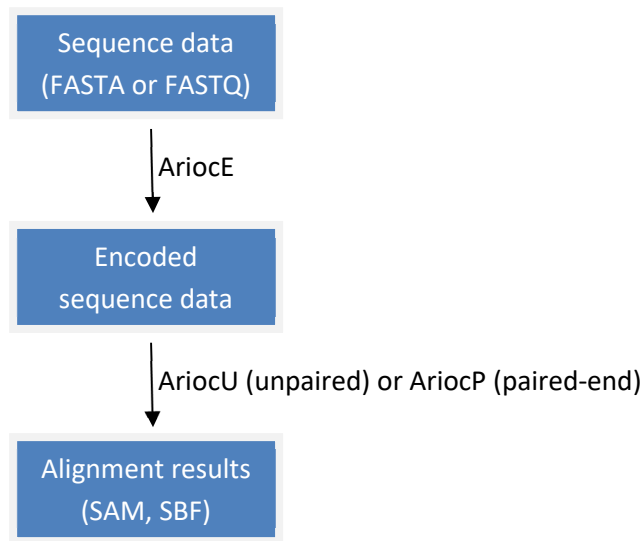 Sequence data
(FASTA or FASTQ)
AriocE
Encoded
sequence data
AriocU (unpaired) or AriocP (paired-end)
Alignment results
(SAM, SBF)